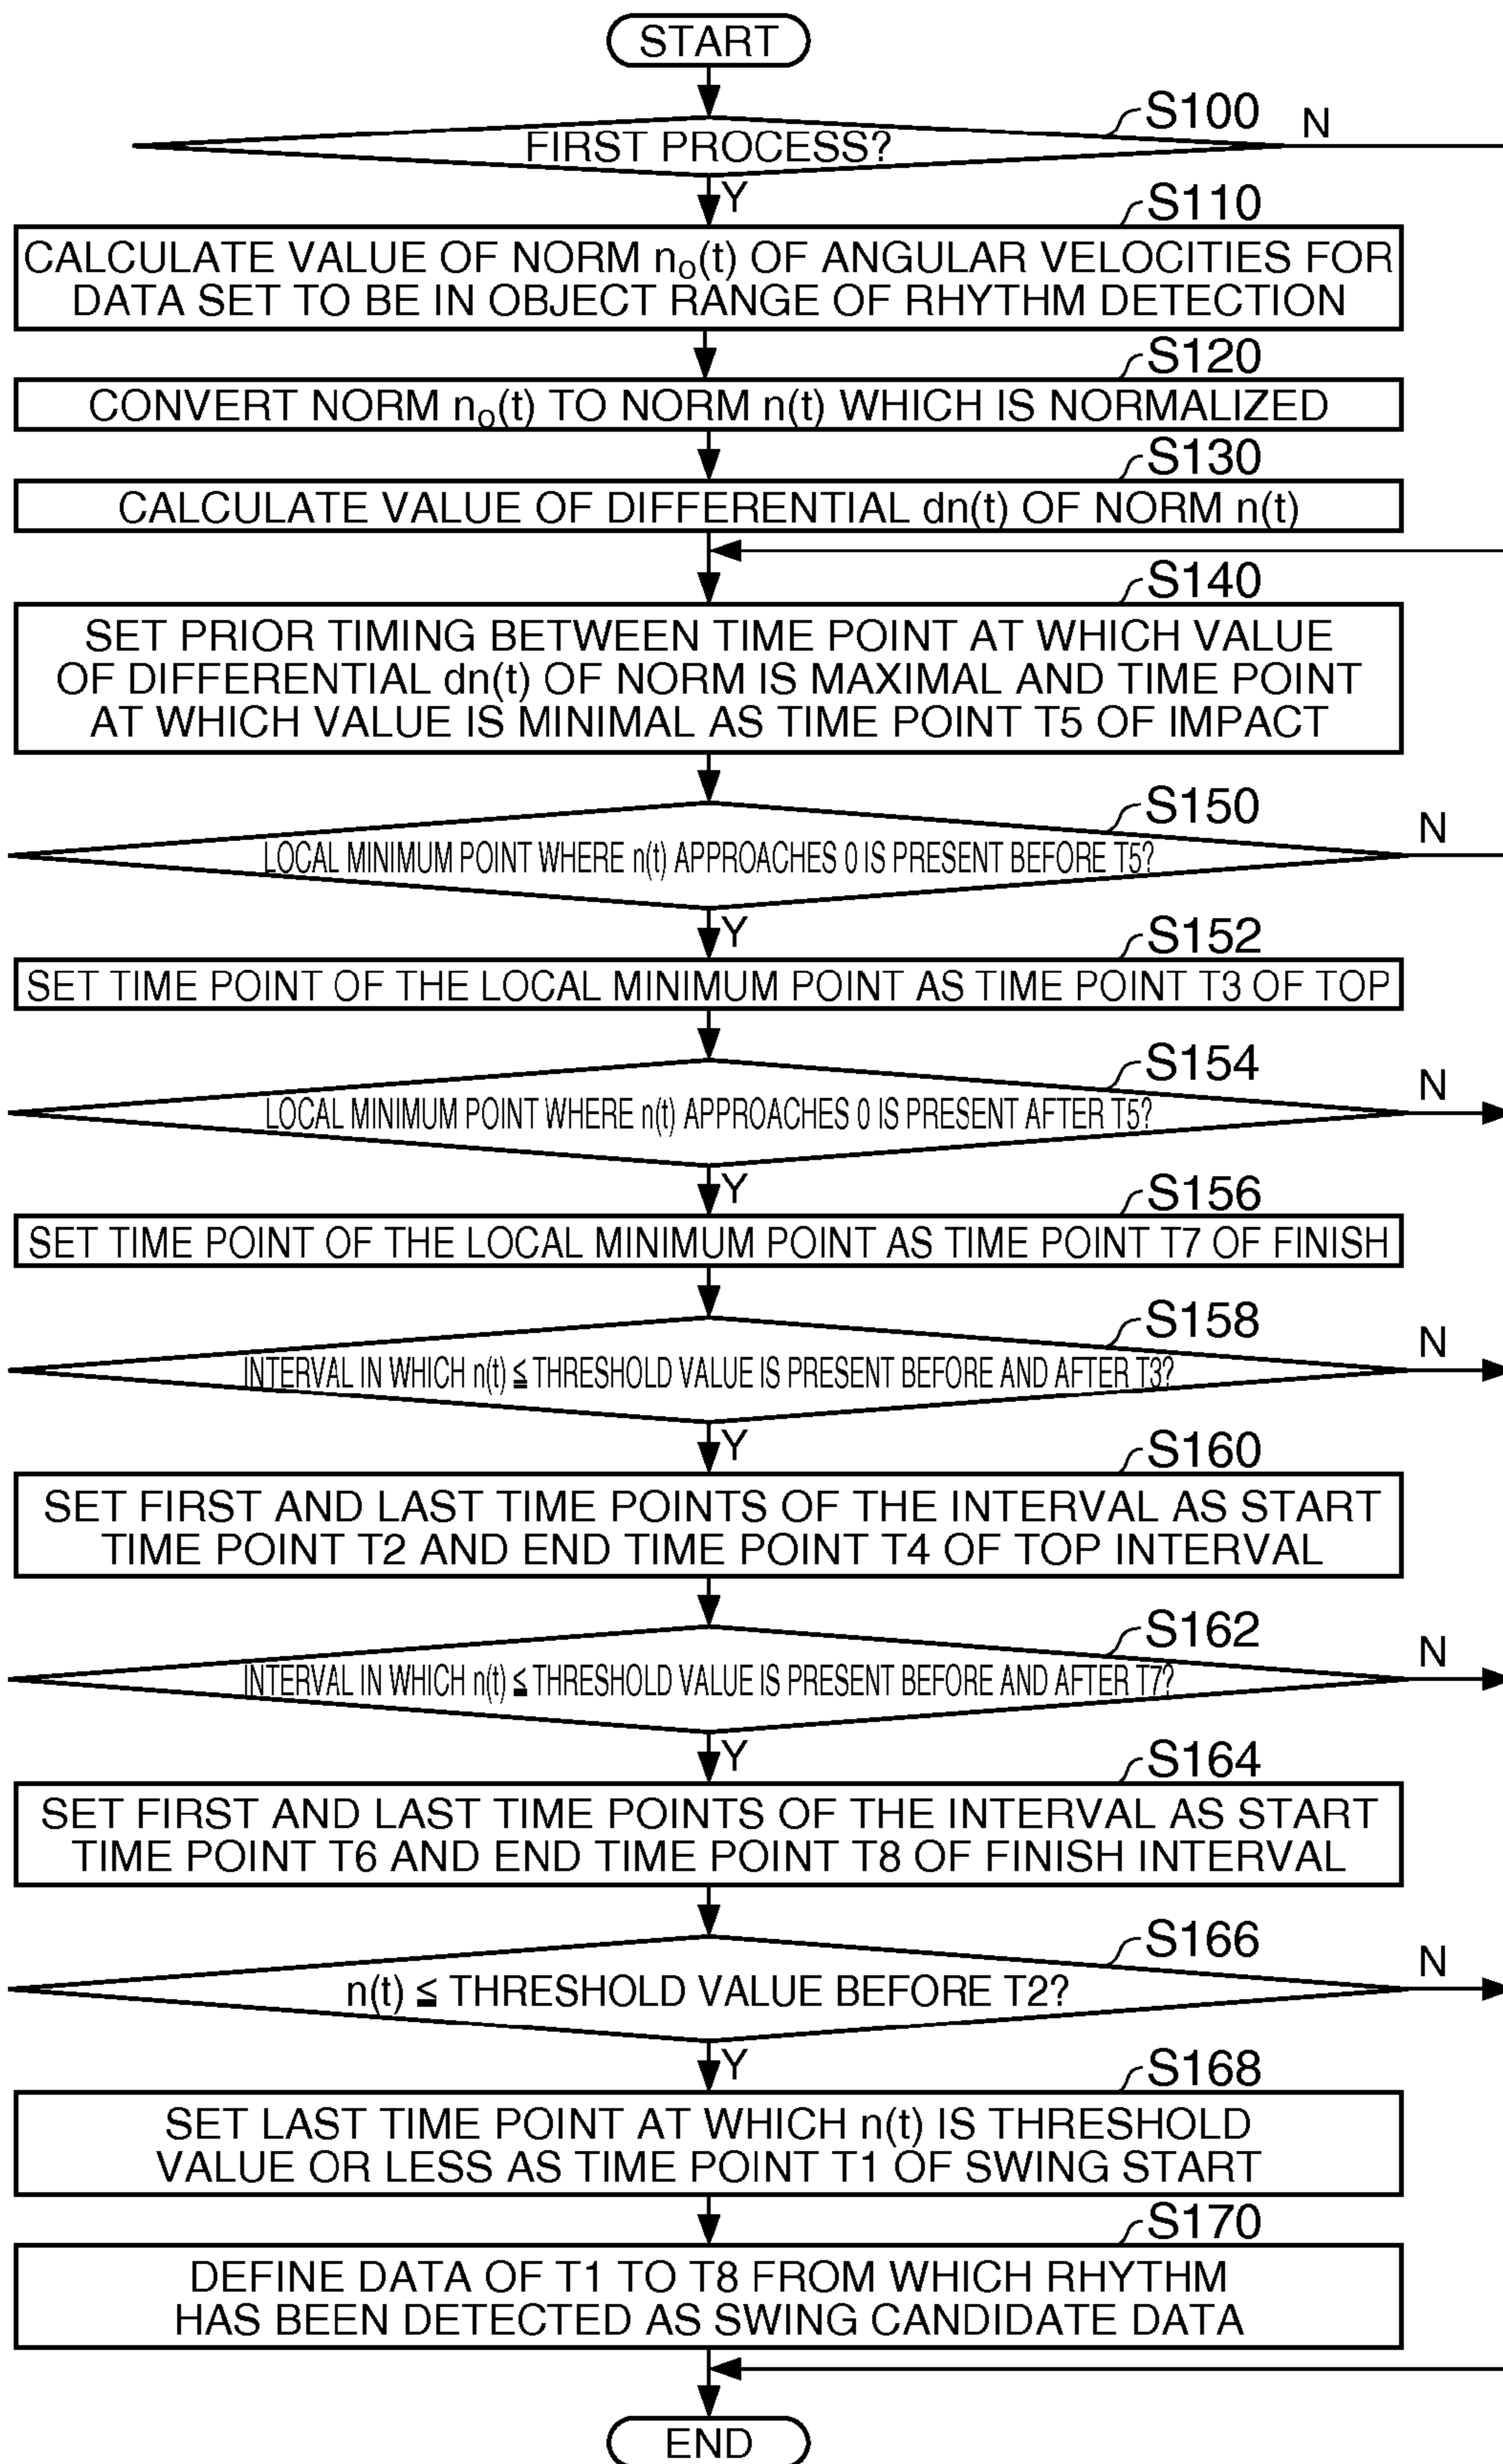 START
S100
N
FIRST PROCESS?
Y
S110
CALCULATE VALUE OF NORM n₀(t) OF ANGULAR VELOCITIES FOR
DATA SET TO BE IN OBJECT RANGE OF RHYTHM DETECTION
S120
CONVERT NORM n₀(t) TO NORM n(t) WHICH IS NORMALIZED
S130
CALCULATE VALUE OF DIFFERENTIAL dn(t) OF NORM n(t)
S140
SET PRIOR TIMING BETWEEN TIME POINT AT WHICH VALUE
OF DIFFERENTIAL dn(t) OF NORM IS MAXIMAL AND TIME POINT
AT WHICH VALUE IS MINIMAL AS TIME POINT T5 OF IMPACT
S150
N
LOCAL MINIMUM POINT WHERE n(t) APPROACHES 0 IS PRESENT BEFORE T5?
Y
S152
SET TIME POINT OF THE LOCAL MINIMUM POINT AS TIME POINT T3 OF TOP
S154
N
LOCAL MINIMUM POINT WHERE n(t) APPROACHES 0 IS PRESENT AFTER T5?
Y
S156
SET TIME POINT OF THE LOCAL MINIMUM POINT AS TIME POINT T7 OF FINISH
S158
N
INTERVAL IN WHICH n(t) ≦ THRESHOLD VALUE IS PRESENT BEFORE AND AFTER T3?
Y
S160
SET FIRST AND LAST TIME POINTS OF THE INTERVAL AS START
TIME POINT T2 AND END TIME POINT T4 OF TOP INTERVAL
S162
N
INTERVAL IN WHICH n(t) ≦ THRESHOLD VALUE IS PRESENT BEFORE AND AFTER T7?
Y
S164
SET FIRST AND LAST TIME POINTS OF THE INTERVAL AS START
TIME POINT T6 AND END TIME POINT T8 OF FINISH INTERVAL
S166
N
n(t) ≦ THRESHOLD VALUE BEFORE T2?
Y
S168
SET LAST TIME POINT AT WHICH n(t) IS THRESHOLD
VALUE OR LESS AS TIME POINT T1 OF SWING START
S170
DEFINE DATA OF T1 TO T8 FROM WHICH RHYTHM
HAS BEEN DETECTED AS SWING CANDIDATE DATA
END